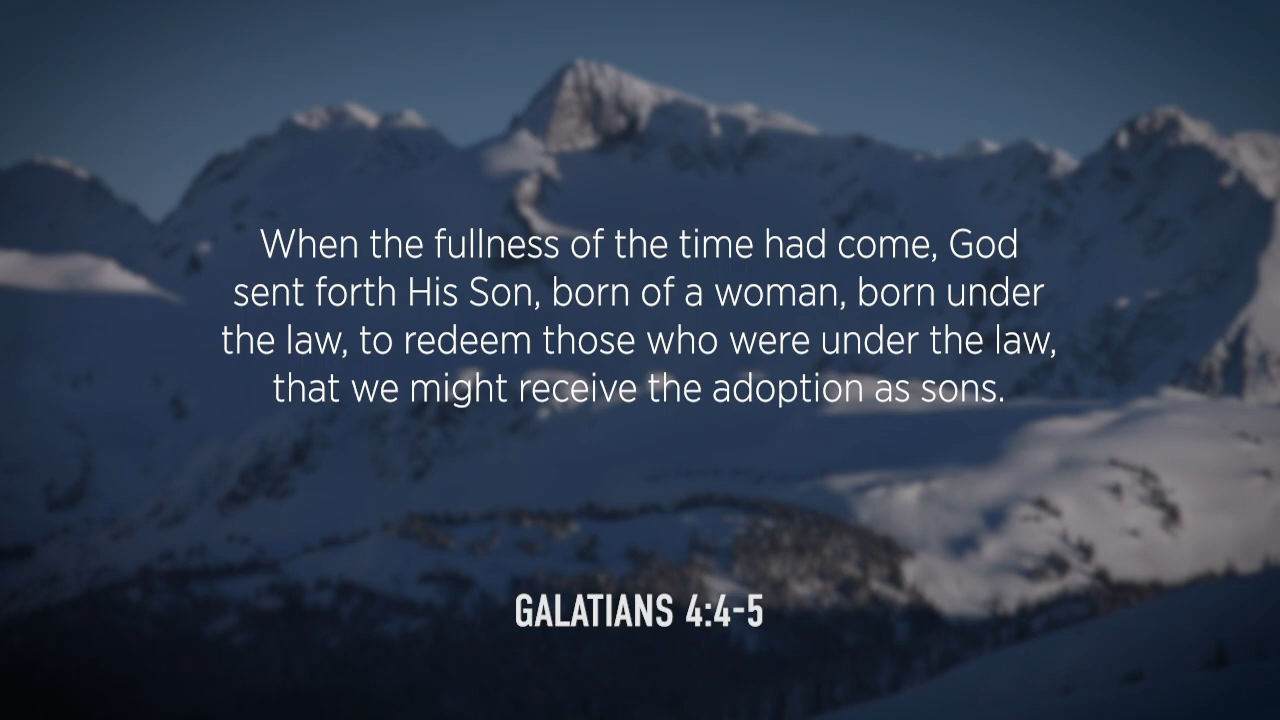 When the fullness of the time had come, God
sent forth His Son, born of a woman, born under
the law, to redeem those who were under the law,
that we might receive the adoption as sons.
GALATIANS 4:4-5